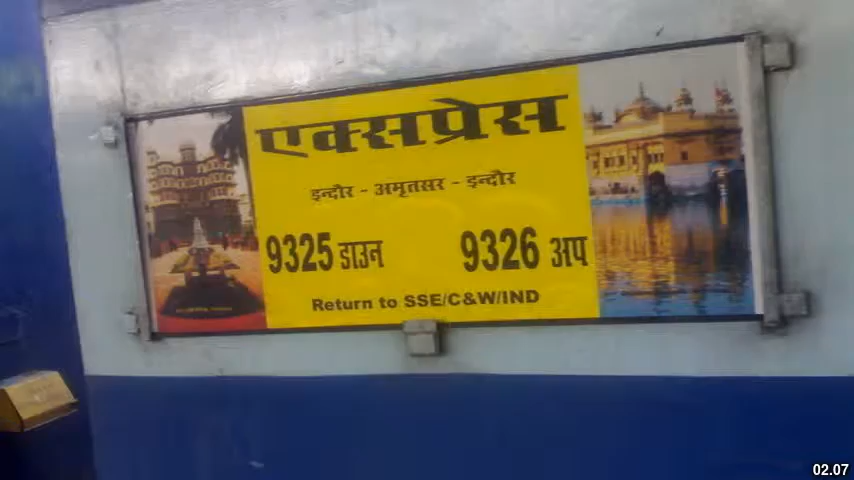 एक्सप्रेस
इन्दौर - अमृतसर - इन्दौर
9325 डाउन 9326 अप
Return to SSE/C&W/IND
02.07